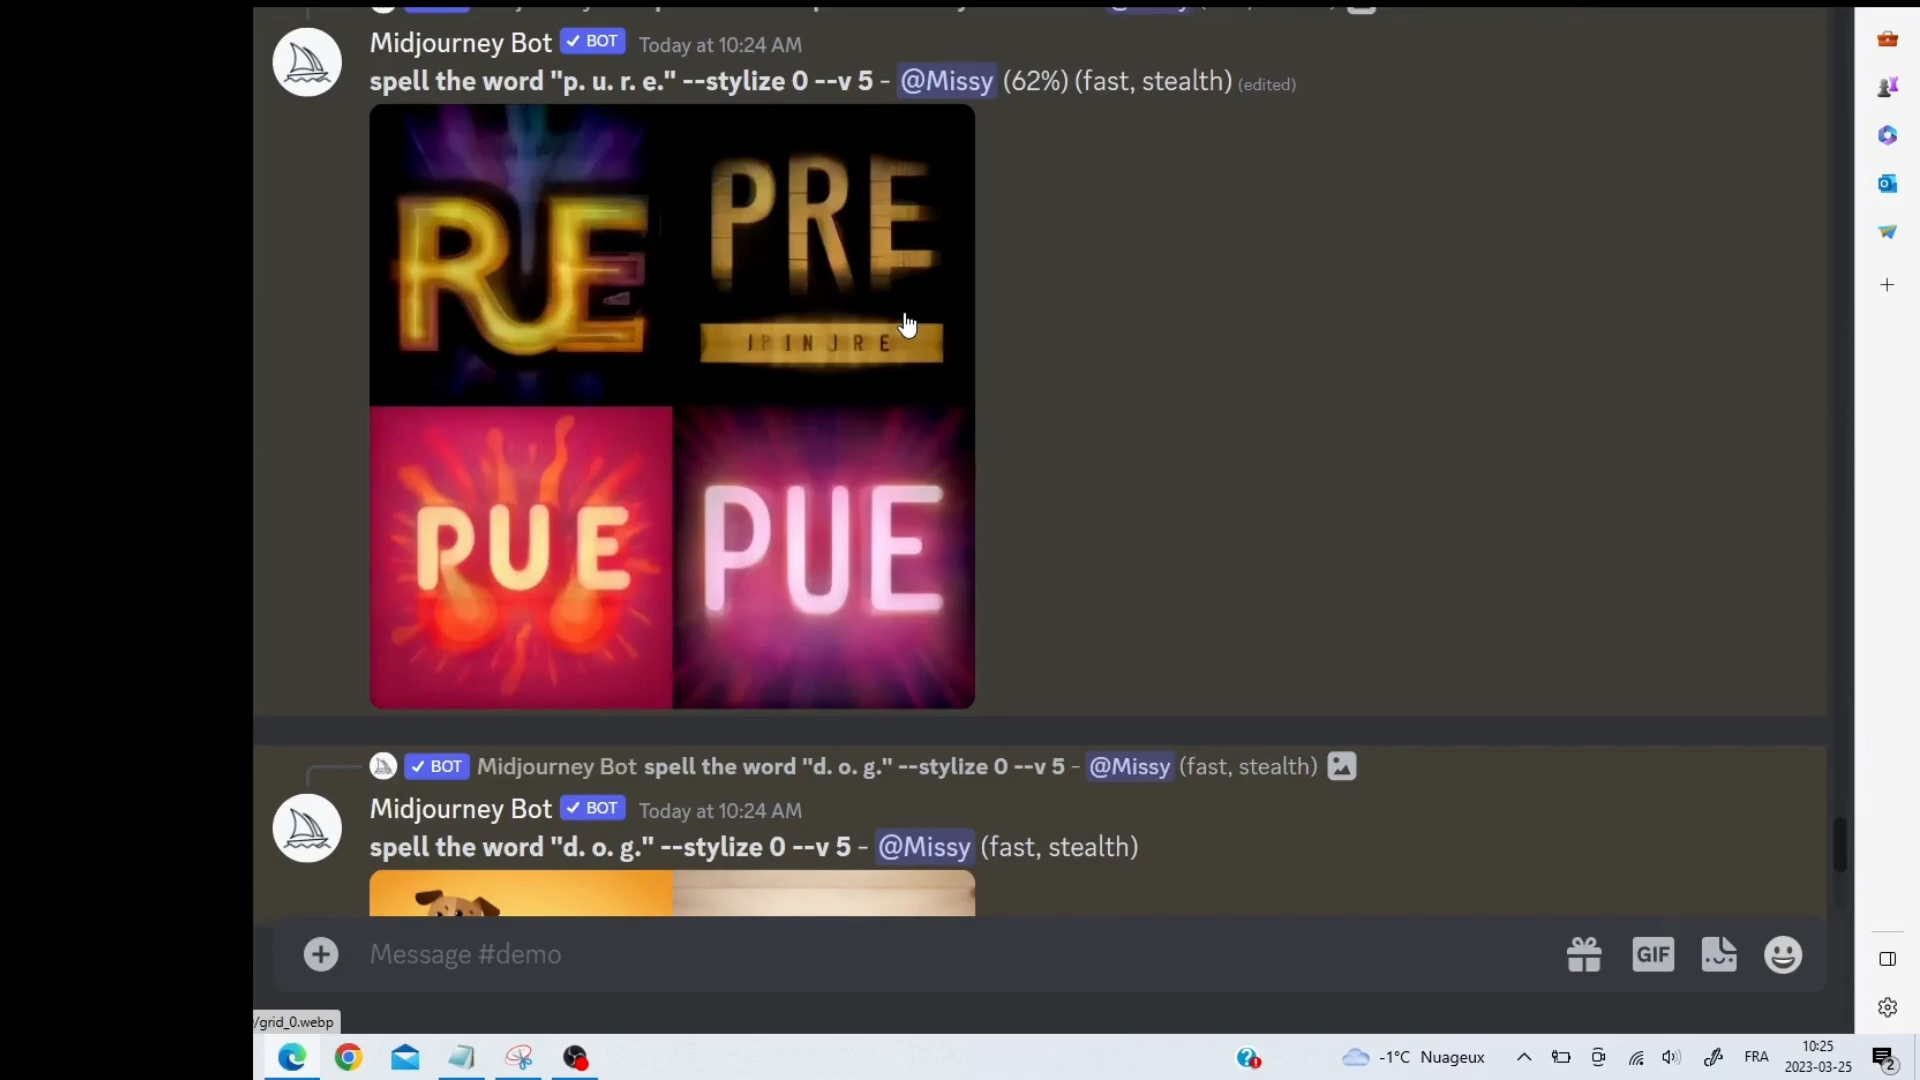 Midjourney Bot ✓ BOT Today at 10:24 AM
spell the word "p. u. r. e." --stylize 0 --v 5 - @Missy (62%) (fast, stealth) (edited)
RUE
PRE
JPINJRE
PUE
PUE
✓ BOT Midjourney Bot spell the word "d. o. g." --stylize 0 --v 5 - @Missy (fast, stealth)
Midjourney Bot ✓ BOT Today at 10:24 AM
spell the word "d. o. g." --stylize 0 --v 5 - @Missy (fast, stealth)
Message #demo
GIF
/grid_0.webp
-1°C Nuageux
FRA
10:25
2023-03-25
2